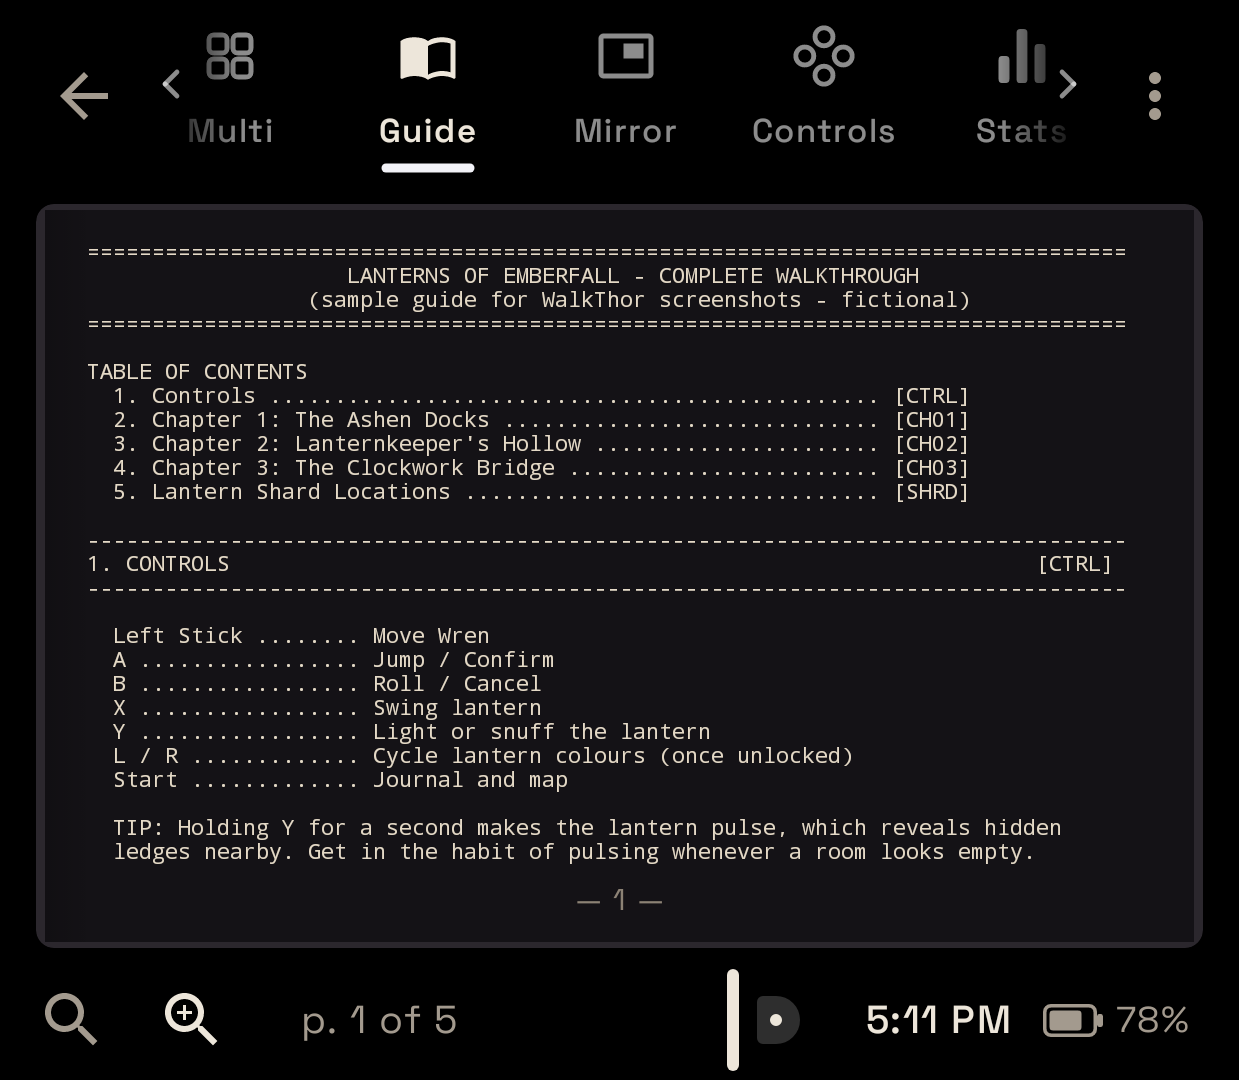 Multi
Guide
Mirror
Controls
Stats
================================================================================
LANTERNS OF EMBERFALL - COMPLETE WALKTHROUGH
(sample guide for WalkThor screenshots - fictional)
================================================================================
TABLE OF CONTENTS
1. Controls ............................................... [CTRL]
2. Chapter 1: The Ashen Docks ............................. [CH01]
3. Chapter 2: Lanternkeeper's Hollow ...................... [CH02]
4. Chapter 3: The Clockwork Bridge ........................ [CH03]
5. Lantern Shard Locations ................................ [SHRD]
--------------------------------------------------------------------------------
1. CONTROLS [CTRL]
--------------------------------------------------------------------------------
Left Stick ........ Move Wren
A ................. Jump / Confirm
B ................. Roll / Cancel
X ................. Swing lantern
Y ................. Light or snuff the lantern
L / R ............. Cycle lantern colours (once unlocked)
Start ............. Journal and map
TIP: Holding Y for a second makes the lantern pulse, which reveals hidden
ledges nearby. Get in the habit of pulsing whenever a room looks empty.
— 1 —
p. 1 of 5
5:11 PM
78%